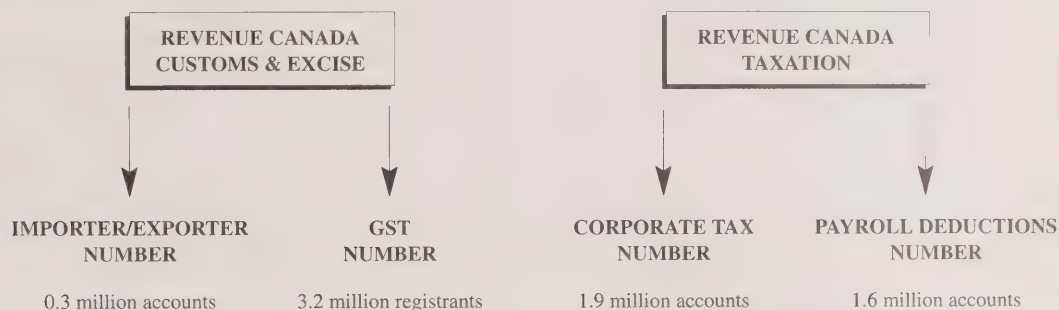 REVENUE CANADA
CUSTOMS & EXCISE
REVENUE CANADA
TAXATION
IMPORTER/EXPORTER
NUMBER
GST
NUMBER
CORPORATE TAX
NUMBER
PAYROLL DEDUCTIONS
NUMBER
0.3 million accounts
3.2 million registrants
1.9 million accounts
1.6 million accounts